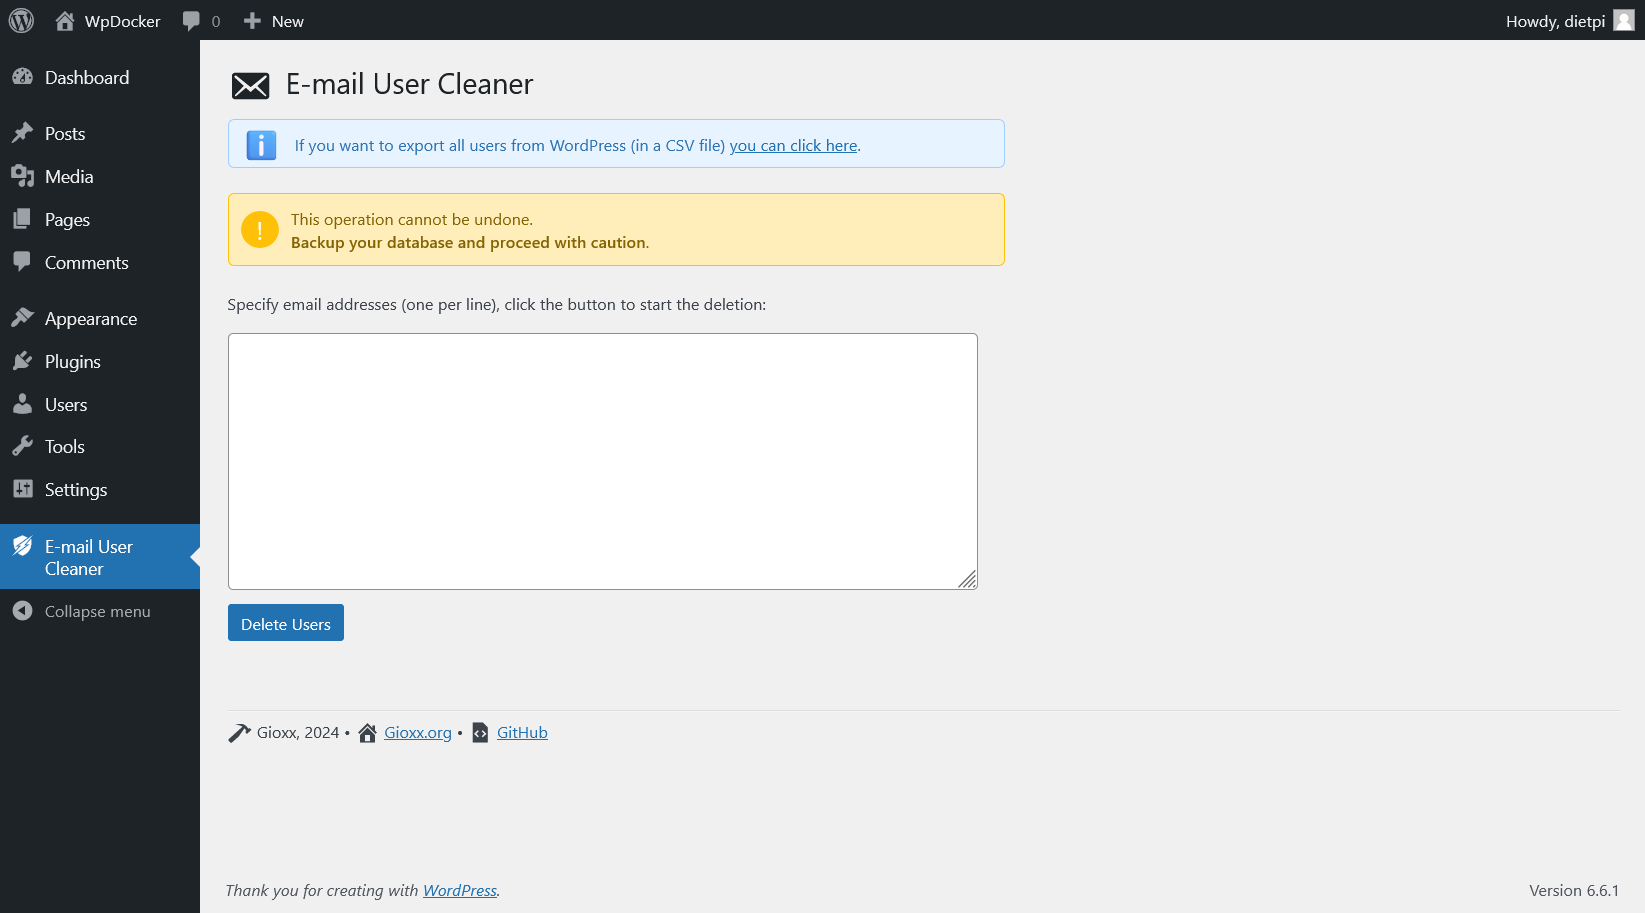 WpDocker
0
New
Howdy, dietpi
Dashboard
Posts
Media
Pages
Comments
Appearance
Plugins
Users
Tools
Settings
E-mail User
Cleaner
Collapse menu
E-mail User Cleaner
If you want to export all users from WordPress (in a CSV file) you can click here.
This operation cannot be undone.
Backup your database and proceed with caution.
Specify email addresses (one per line), click the button to start the deletion:
Delete Users
Gioxx, 2024 • Gioxx.org • GitHub
Thank you for creating with WordPress.
Version 6.6.1